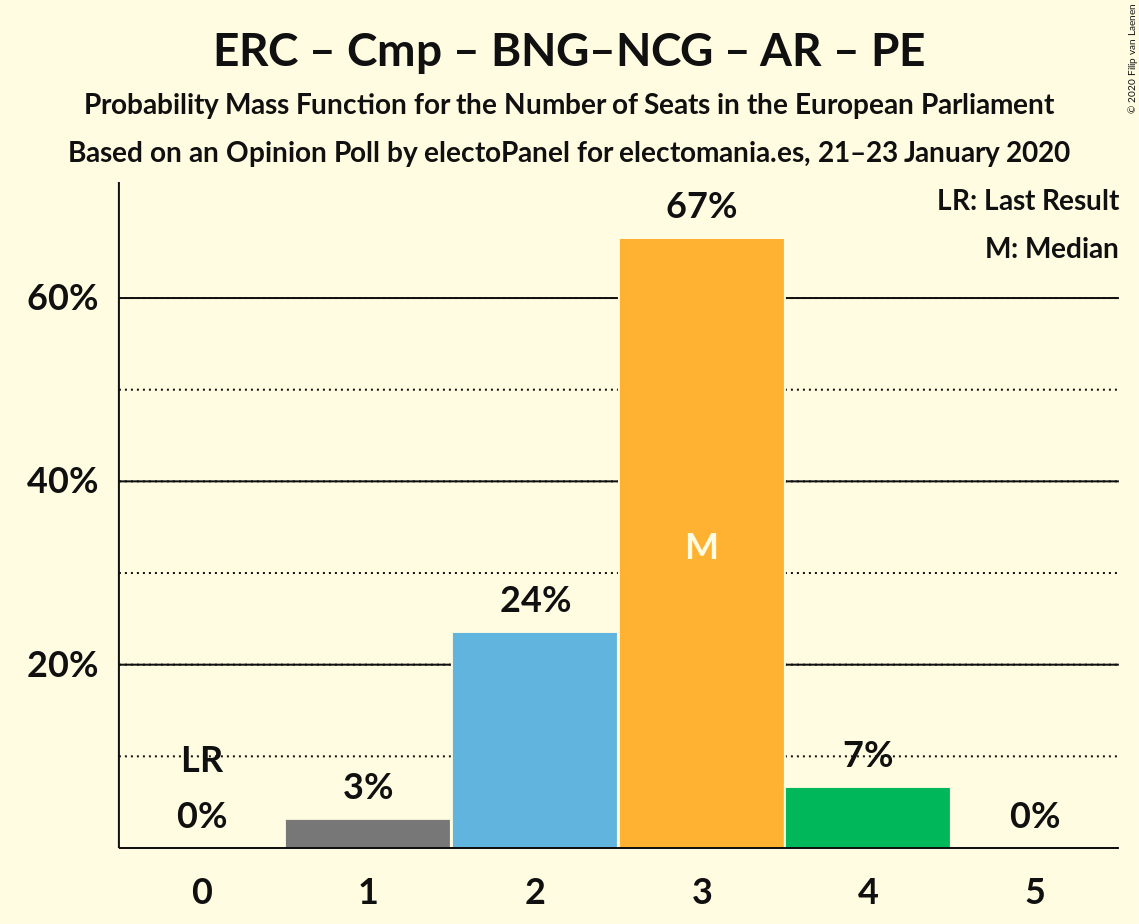 ERC – Cmp – BNG–NCG – AR – PE
Probability Mass Function for the Number of Seats in the European Parliament
Based on an Opinion Poll by electoPanel for electomania.es, 21–23 January 2020
© 2020 Filip van Laenen
LR: Last Result
M: Median
67%
60%
40%
M
24%
20%
LR
7%
3%
0%
0%
0 1 2 3 4 5